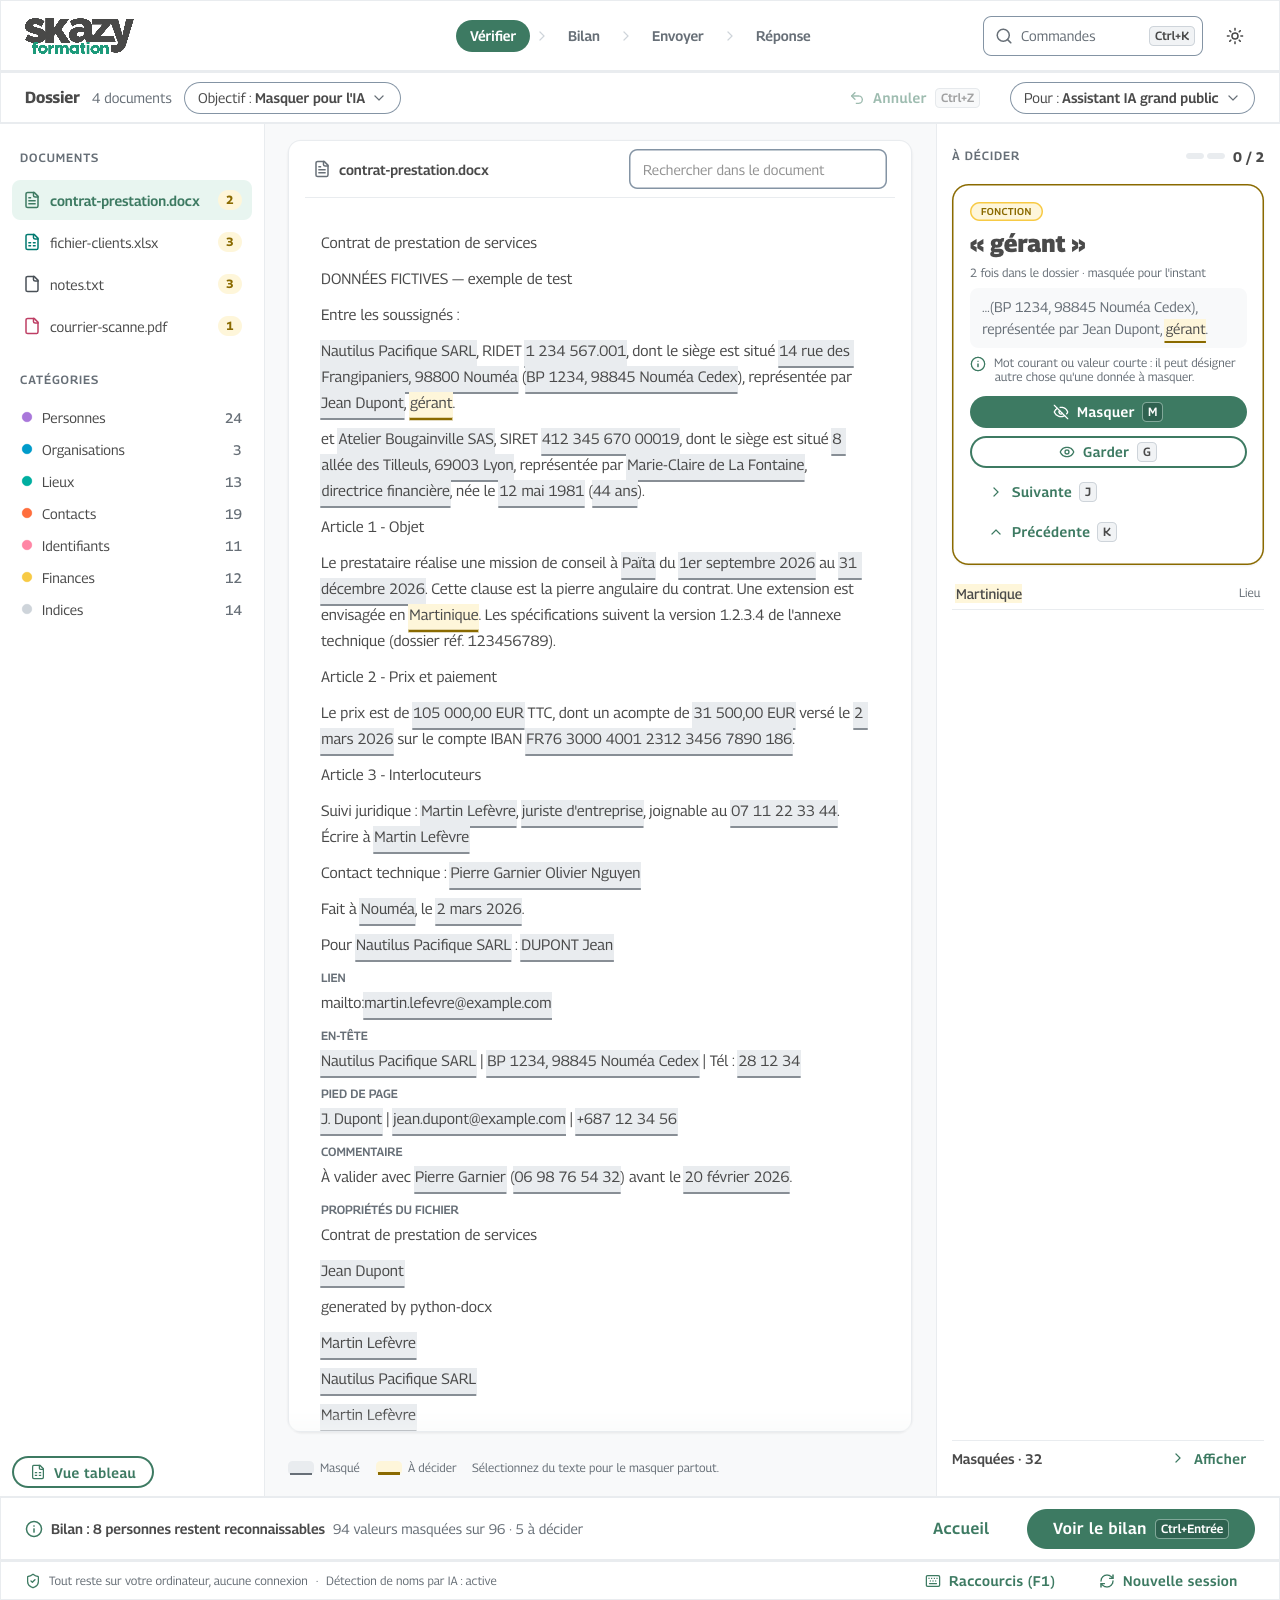 skazy
formation
Vérifier
Bilan
Envoyer
Réponse
Commandes
Ctrl+K
Dossier
4 documents
Objectif : Masquer pour l'IA
Annuler
Ctrl+Z
Pour : Assistant IA grand public
DOCUMENTS
contrat-prestation.docx
2
fichier-clients.xlsx
3
notes.txt
3
courrier-scanne.pdf
1
CATÉGORIES
Personnes
24
Organisations
3
Lieux
13
Contacts
19
Identifiants
11
Finances
12
Indices
14
Vue tableau
contrat-prestation.docx
Rechercher dans le document
Contrat de prestation de services
DONNÉES FICTIVES — exemple de test
Entre les soussignés :
Nautilus Pacifique SARL, RIDET 1 234 567.001, dont le siège est situé 14 rue des
Frangipaniers, 98800 Nouméa (BP 1234, 98845 Nouméa Cedex), représentée par
Jean Dupont, gérant.
et Atelier Bougainville SAS, SIRET 412 345 670 00019, dont le siège est situé 8
allée des Tilleuls, 69003 Lyon, représentée par Marie-Claire de La Fontaine,
directrice financière, née le 12 mai 1981 (44 ans).
Article 1 - Objet
Le prestataire réalise une mission de conseil à Païta du 1er septembre 2026 au 31
décembre 2026. Cette clause est la pierre angulaire du contrat. Une extension est
envisagée en Martinique. Les spécifications suivent la version 1.2.3.4 de l'annexe
technique (dossier réf. 123456789).
Article 2 - Prix et paiement
Le prix est de 105 000,00 EUR TTC, dont un acompte de 31 500,00 EUR versé le 2
mars 2026 sur le compte IBAN FR76 3000 4001 2312 3456 7890 186.
Article 3 - Interlocuteurs
Suivi juridique : Martin Lefèvre, juriste d'entreprise, joignable au 07 11 22 33 44.
Écrire à Martin Lefèvre
Contact technique : Pierre Garnier Olivier Nguyen
Fait à Nouméa, le 2 mars 2026.
Pour Nautilus Pacifique SARL : DUPONT Jean
LIEN
mailto:martin.lefevre@example.com
EN-TÊTE
Nautilus Pacifique SARL | BP 1234, 98845 Nouméa Cedex | Tél : 28 12 34
PIED DE PAGE
J. Dupont | jean.dupont@example.com | +687 12 34 56
COMMENTAIRE
À valider avec Pierre Garnier (06 98 76 54 32) avant le 20 février 2026.
PROPRIÉTÉS DU FICHIER
Contrat de prestation de services
Jean Dupont
generated by python-docx
Martin Lefèvre
Nautilus Pacifique SARL
Martin Lefèvre
Masqué
À décider
Sélectionnez du texte pour le masquer partout.
À DÉCIDER
0 / 2
FONCTION
« gérant »
2 fois dans le dossier · masquée pour l'instant
…(BP 1234, 98845 Nouméa Cedex),
représentée par Jean Dupont, gérant.
Mot courant ou valeur courte : il peut désigner
autre chose qu'une donnée à masquer.
Masquer
M
Garder
G
Suivante
J
Précédente
K
Martinique
Lieu
Masquées · 32
Afficher
Bilan : 8 personnes restent reconnaissables
94 valeurs masquées sur 96 · 5 à décider
Accueil
Voir le bilan
Ctrl+Entrée
Tout reste sur votre ordinateur, aucune connexion · Détection de noms par IA : active
Raccourcis (F1)
Nouvelle session